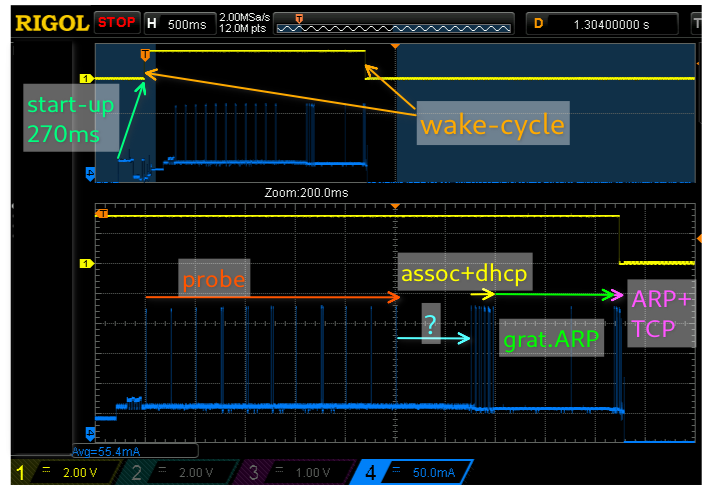 RIGOL STOP H 500ms 2.00MSa/s 12.0M pts T D 1.30400000 s T
T
1
start-up
270ms
wake-cycle
4
Zoom:200.0ms
T
probe
assoc+dhcp
1
?
grat.ARP
ARP+
TCP
4
Avg=55.4mA
1 = 2.00 V 2 = 2.00 V 3 = 1.00 V 4 = 50.0mA